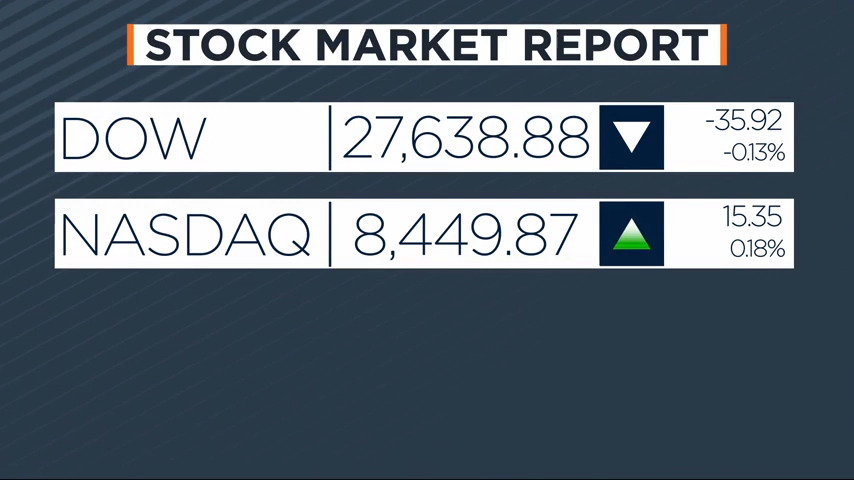 STOCK MARKET REPORT
DOW 27,638.88 -35.92
-0.13%
NASDAQ 8,449.87 15.35
0.18%